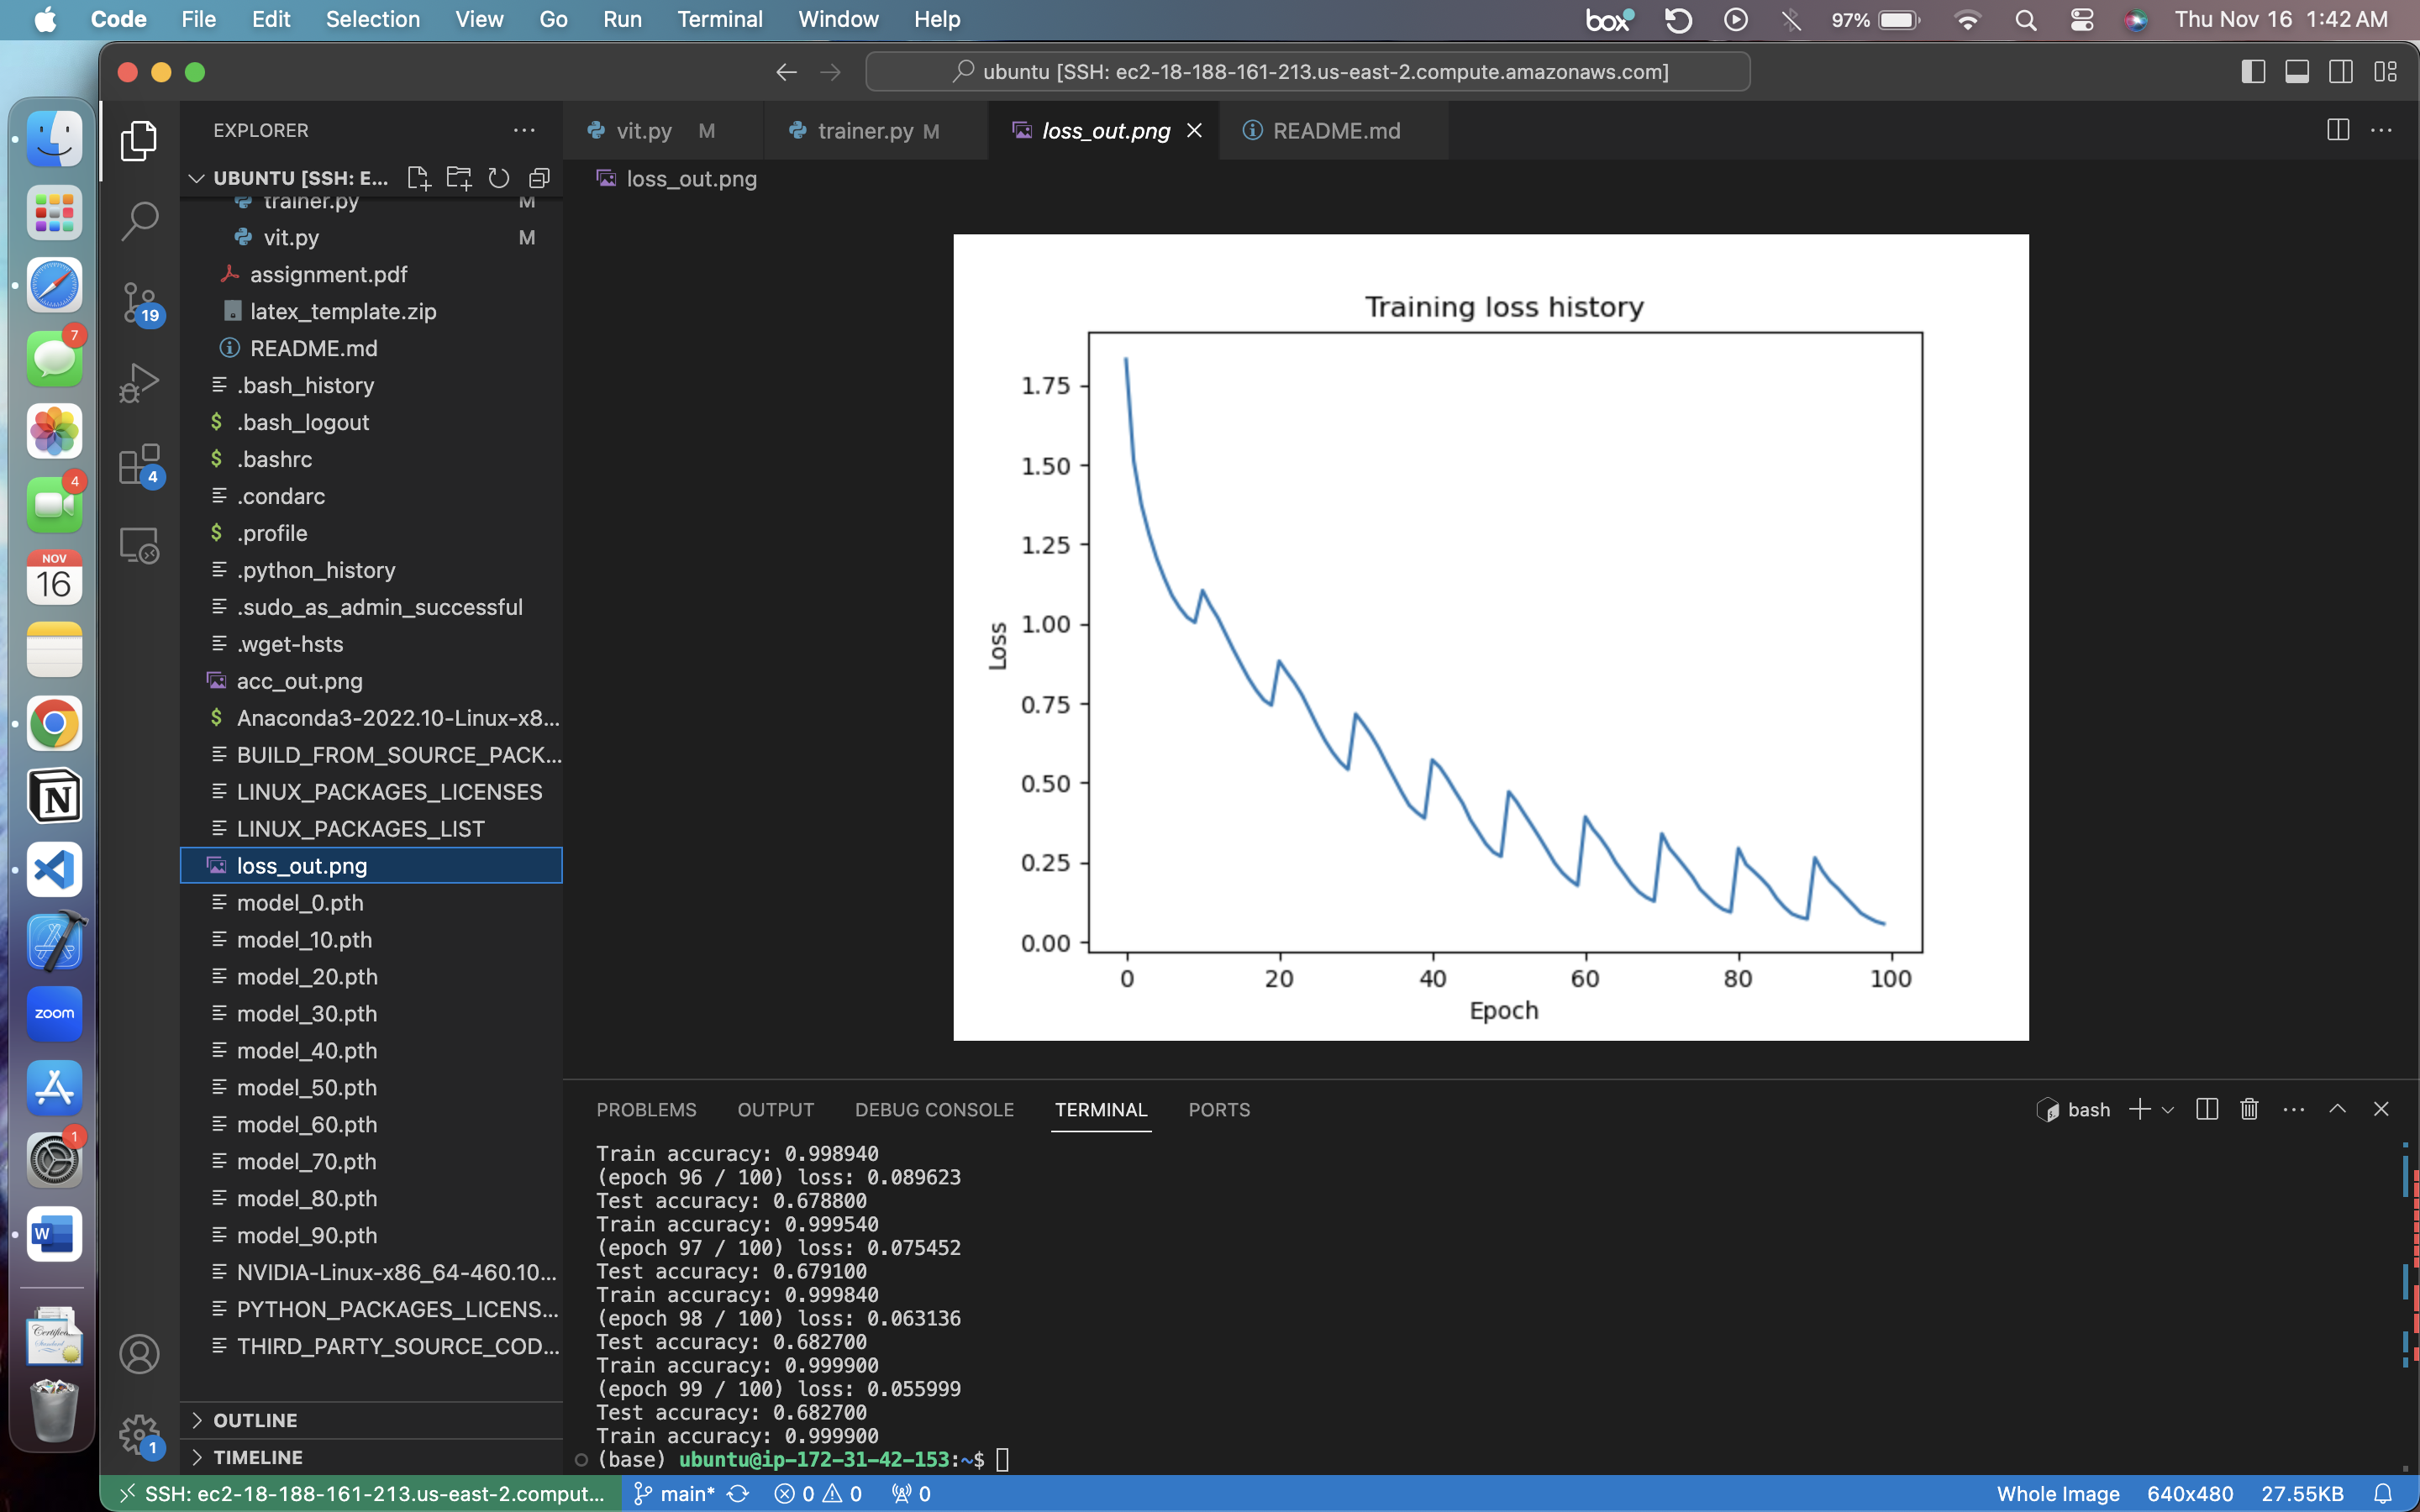 Code File Edit Selection View Go Run Terminal Window Help
box 97% Thu Nov 16 1:42 AM
ubuntu [SSH: ec2-18-188-161-213.us-east-2.compute.amazonaws.com]
EXPLORER
UBUNTU [SSH: E...
trainer.py M
vit.py M
assignment.pdf
latex_template.zip
README.md
.bash_history
$ .bash_logout
$ .bashrc
.condarc
$ .profile
.python_history
.sudo_as_admin_successful
.wget-hsts
acc_out.png
$ Anaconda3-2022.10-Linux-x8...
BUILD_FROM_SOURCE_PACK...
LINUX_PACKAGES_LICENSES
LINUX_PACKAGES_LIST
loss_out.png
model_0.pth
model_10.pth
model_20.pth
model_30.pth
model_40.pth
model_50.pth
model_60.pth
model_70.pth
model_80.pth
model_90.pth
NVIDIA-Linux-x86_64-460.10...
PYTHON_PACKAGES_LICENS...
THIRD_PARTY_SOURCE_COD...
OUTLINE
TIMELINE
19
4
1
7
4
NOV
16
N
zoom
1
W
vit.py M
trainer.py M
loss_out.png
README.md
loss_out.png
Training loss history
Loss
1.75
1.50
1.25
1.00
0.75
0.50
0.25
0.00
0 20 40 60 80 100
Epoch
PROBLEMS OUTPUT DEBUG CONSOLE TERMINAL PORTS
bash
Train accuracy: 0.998940
(epoch 96 / 100) loss: 0.089623
Test accuracy: 0.678800
Train accuracy: 0.999540
(epoch 97 / 100) loss: 0.075452
Test accuracy: 0.679100
Train accuracy: 0.999840
(epoch 98 / 100) loss: 0.063136
Test accuracy: 0.682700
Train accuracy: 0.999900
(epoch 99 / 100) loss: 0.055999
Test accuracy: 0.682700
Train accuracy: 0.999900
(base) ubuntu@ip-172-31-42-153:~$
SSH: ec2-18-188-161-213.us-east-2.comput... main* 0 0 0
Whole Image 640x480 27.55KB